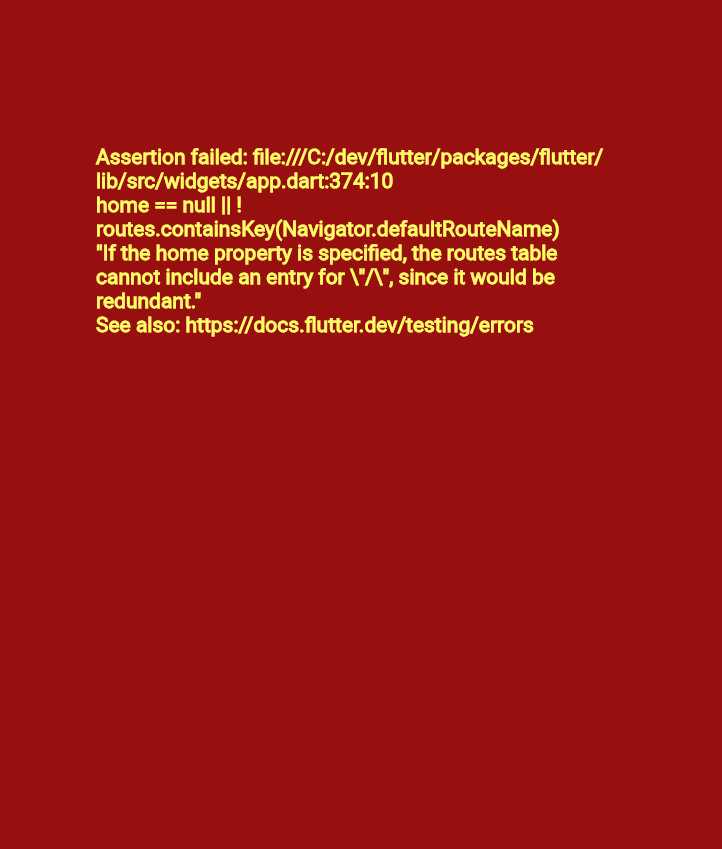 Assertion failed: file:///C:/dev/flutter/packages/flutter/
lib/src/widgets/app.dart:374:10
home == null || !
routes.containsKey(Navigator.defaultRouteName)
"If the home property is specified, the routes table
cannot include an entry for \"/\", since it would be
redundant."
See also: https://docs.flutter.dev/testing/errors